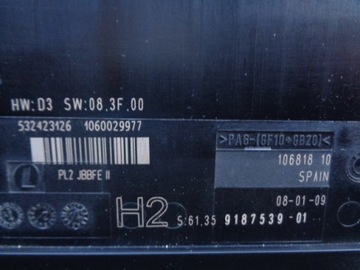 HW:D3 SW:08.3F.00
532423126 1060029977
PL2 JBBFE II
>PA6-(GF10+GB20)<
106818 10
SPAIN
08-01-09
H2 S:61.35 9187539-01